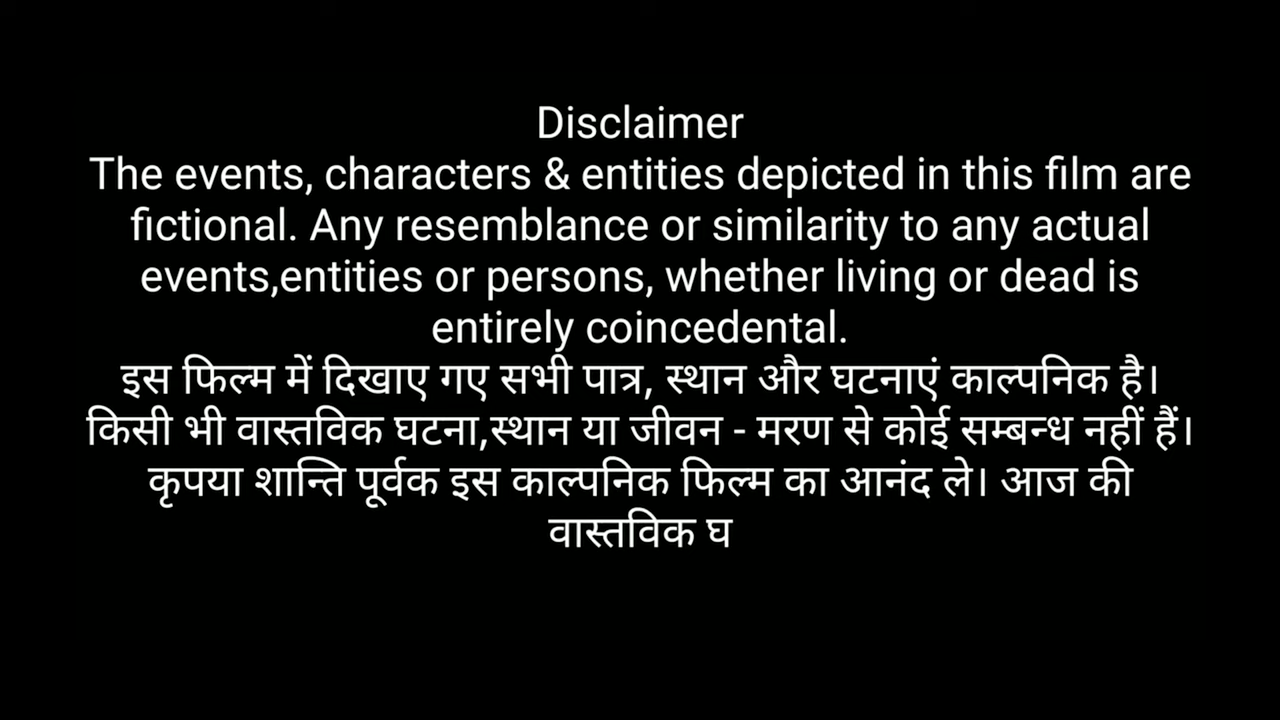 Disclaimer
The events, characters & entities depicted in this film are
fictional. Any resemblance or similarity to any actual
events,entities or persons, whether living or dead is
entirely coincedental.
इस फिल्म में दिखाए गए सभी पात्र, स्थान और घटनाएं काल्पनिक है।
किसी भी वास्तविक घटना,स्थान या जीवन - मरण से कोई सम्बन्ध नहीं हैं।
कृपया शान्ति पूर्वक इस काल्पनिक फिल्म का आनंद ले। आज की
वास्तविक घ